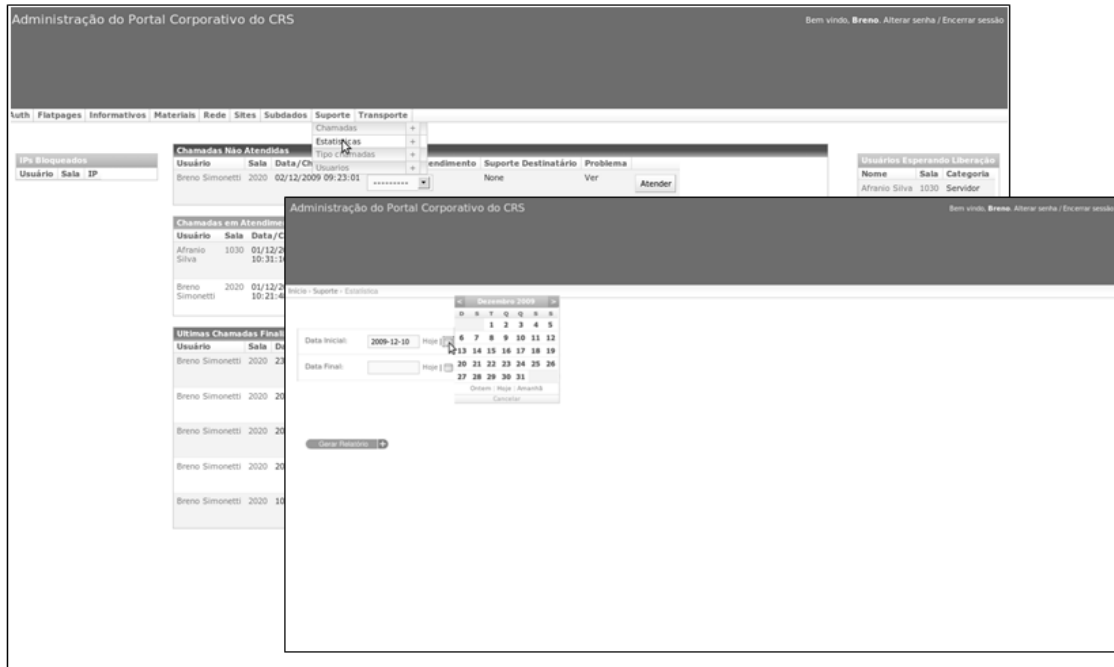 Administração do Portal Corporativo do CRS
Bem vindo, Breno. Alterar senha / Encerrar sessão
Auth Flatpages Informativos Materiais Rede Sites Subdados Suporte Transporte
Chamadas +
Estatísticas +
Tipo chamadas +
Usuarios +
IPs Bloqueados
Usuário Sala IP
Chamadas Não Atendidas
Usuário Sala Data/Ch endimento Suporte Destinatário Problema
Breno Simonetti 2020 02/12/2009 09:23:01 --------- None Ver Atender
Usuários Esperando Liberação
Nome Sala Categoria
Afranio Silva 1030 Servidor
Chamadas em Atendime
Usuário Sala Data/C
Afranio Silva 1030 01/12/2
10:31:1
Breno Simonetti 2020 01/12/2
10:21:4
Ultimas Chamadas Finali
Usuário Sala Da
Breno Simonetti 2020 23
Breno Simonetti 2020 20
Breno Simonetti 2020 20
Breno Simonetti 2020 20
Breno Simonetti 2020 10
Administração do Portal Corporativo do CRS
Bem vindo, Breno. Alterar senha / Encerrar sessão
Início › Suporte › Estatística
Data Inicial: 2009-12-10 Hoje |
Data Final: Hoje |
< Dezembro 2009 >
D S T Q Q S S
1 2 3 4 5
6 7 8 9 10 11 12
13 14 15 16 17 18 19
20 21 22 23 24 25 26
27 28 29 30 31
Ontem | Hoje | Amanhã
Cancelar
Gerar Relatório +